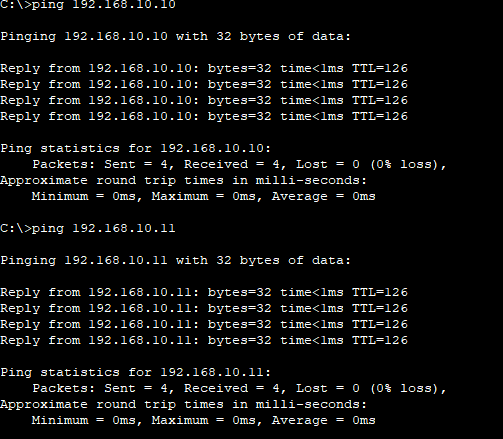 C:\>ping 192.168.10.10
Pinging 192.168.10.10 with 32 bytes of data:
Reply from 192.168.10.10: bytes=32 time<1ms TTL=126
Reply from 192.168.10.10: bytes=32 time<1ms TTL=126
Reply from 192.168.10.10: bytes=32 time<1ms TTL=126
Reply from 192.168.10.10: bytes=32 time<1ms TTL=126
Ping statistics for 192.168.10.10:
    Packets: Sent = 4, Received = 4, Lost = 0 (0% loss),
Approximate round trip times in milli-seconds:
    Minimum = 0ms, Maximum = 0ms, Average = 0ms
C:\>ping 192.168.10.11
Pinging 192.168.10.11 with 32 bytes of data:
Reply from 192.168.10.11: bytes=32 time<1ms TTL=126
Reply from 192.168.10.11: bytes=32 time<1ms TTL=126
Reply from 192.168.10.11: bytes=32 time<1ms TTL=126
Reply from 192.168.10.11: bytes=32 time<1ms TTL=126
Ping statistics for 192.168.10.11:
    Packets: Sent = 4, Received = 4, Lost = 0 (0% loss),
Approximate round trip times in milli-seconds:
    Minimum = 0ms, Maximum = 0ms, Average = 0ms